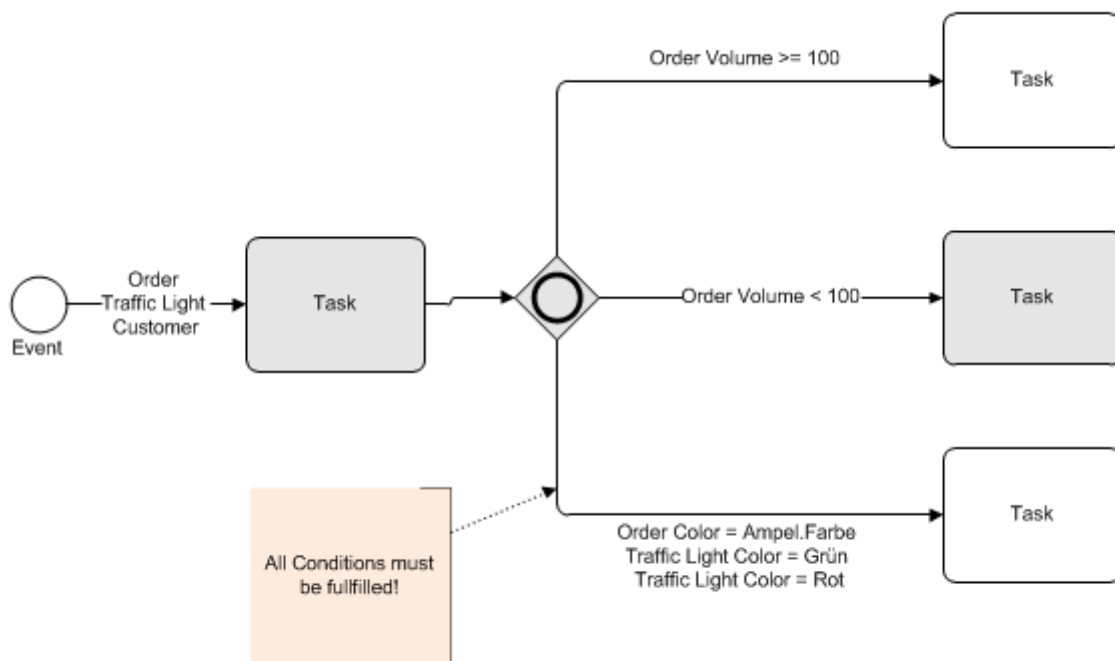 Order Volume >= 100
Task
Order
Traffic Light
Customer
Event
Task
Order Volume < 100
Task
All Conditions must
be fullfilled!
Order Color = Ampel.Farbe
Traffic Light Color = Grün
Traffic Light Color = Rot
Task